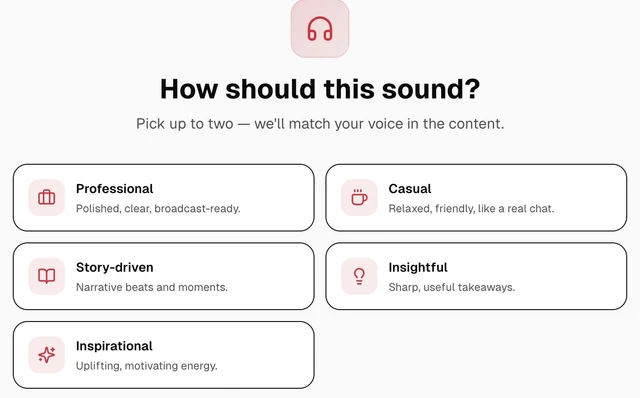 How should this sound?
Pick up to two — we'll match your voice in the content.
Professional
Polished, clear, broadcast-ready.
Casual
Relaxed, friendly, like a real chat.
Story-driven
Narrative beats and moments.
Insightful
Sharp, useful takeaways.
Inspirational
Uplifting, motivating energy.